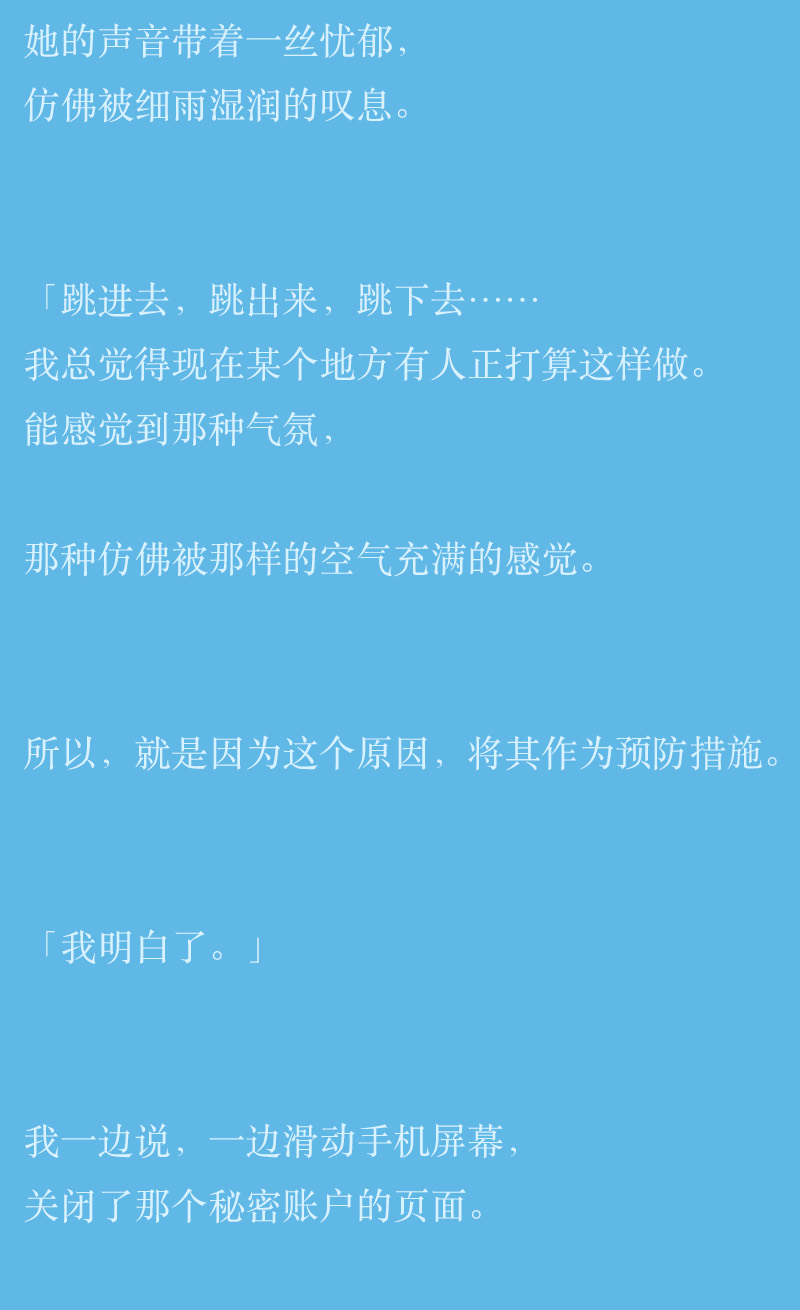 她的声音带着一丝忧郁，
仿佛被细雨湿润的叹息。
「跳进去，跳出来，跳下去……
我总觉得现在某个地方有人正打算这样做。
能感觉到那种气氛，
那种仿佛被那样的空气充满的感觉。
所以，就是因为这个原因，将其作为预防措施。
「我明白了。」
我一边说，一边滑动手机屏幕，
关闭了那个秘密账户的页面。